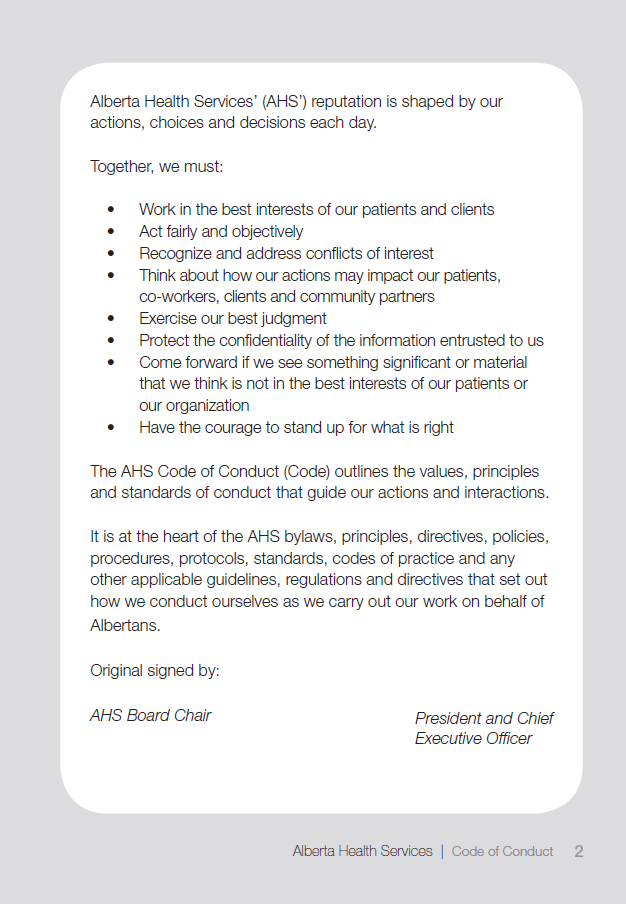 Alberta Health Services’ (AHS’) reputation is shaped by our
actions, choices and decisions each day.
Together, we must:
• Work in the best interests of our patients and clients
• Act fairly and objectively
• Recognize and address conflicts of interest
• Think about how our actions may impact our patients,
co-workers, clients and community partners
• Exercise our best judgment
• Protect the confidentiality of the information entrusted to us
• Come forward if we see something significant or material
that we think is not in the best interests of our patients or
our organization
• Have the courage to stand up for what is right
The AHS Code of Conduct (Code) outlines the values, principles
and standards of conduct that guide our actions and interactions.
It is at the heart of the AHS bylaws, principles, directives, policies,
procedures, protocols, standards, codes of practice and any
other applicable guidelines, regulations and directives that set out
how we conduct ourselves as we carry out our work on behalf of
Albertans.
Original signed by:
AHS Board Chair
President and Chief
Executive Officer
Alberta Health Services | Code of Conduct 2